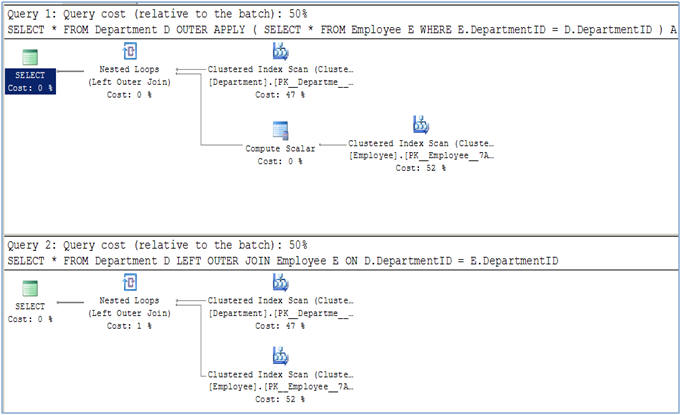 Query 1: Query cost (relative to the batch): 50%
SELECT * FROM Department D OUTER APPLY ( SELECT * FROM Employee E WHERE E.DepartmentID = D.DepartmentID ) A
SELECT
Cost: 0 %
Nested Loops
(Left Outer Join)
Cost: 0 %
Clustered Index Scan (Cluste…
[Department].[PK__Departme__…
Cost: 47 %
Compute Scalar
Cost: 0 %
Clustered Index Scan (Cluste…
[Employee].[PK__Employee__7A…
Cost: 52 %
Query 2: Query cost (relative to the batch): 50%
SELECT * FROM Department D LEFT OUTER JOIN Employee E ON D.DepartmentID = E.DepartmentID
SELECT
Cost: 0 %
Nested Loops
(Left Outer Join)
Cost: 1 %
Clustered Index Scan (Cluste…
[Department].[PK__Departme__…
Cost: 47 %
Clustered Index Scan (Cluste…
[Employee].[PK__Employee__7A…
Cost: 52 %